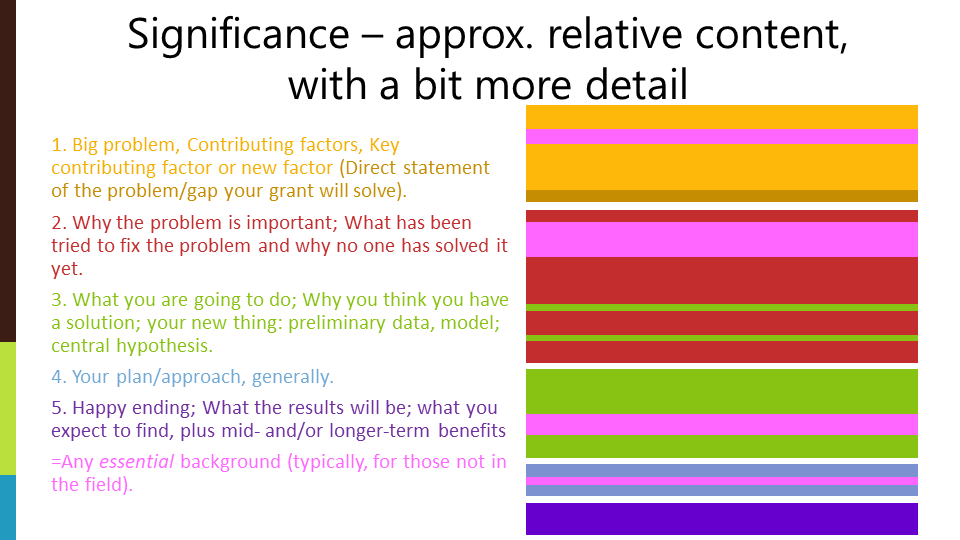 Significance – approx. relative content,
with a bit more detail
1. Big problem, Contributing factors, Key
contributing factor or new factor (Direct statement
of the problem/gap your grant will solve).
2. Why the problem is important; What has been
tried to fix the problem and why no one has solved it
yet.
3. What you are going to do; Why you think you have
a solution; your new thing: preliminary data, model;
central hypothesis.
4. Your plan/approach, generally.
5. Happy ending; What the results will be; what you
expect to find, plus mid- and/or longer-term benefits
=Any essential background (typically, for those not in
the field).